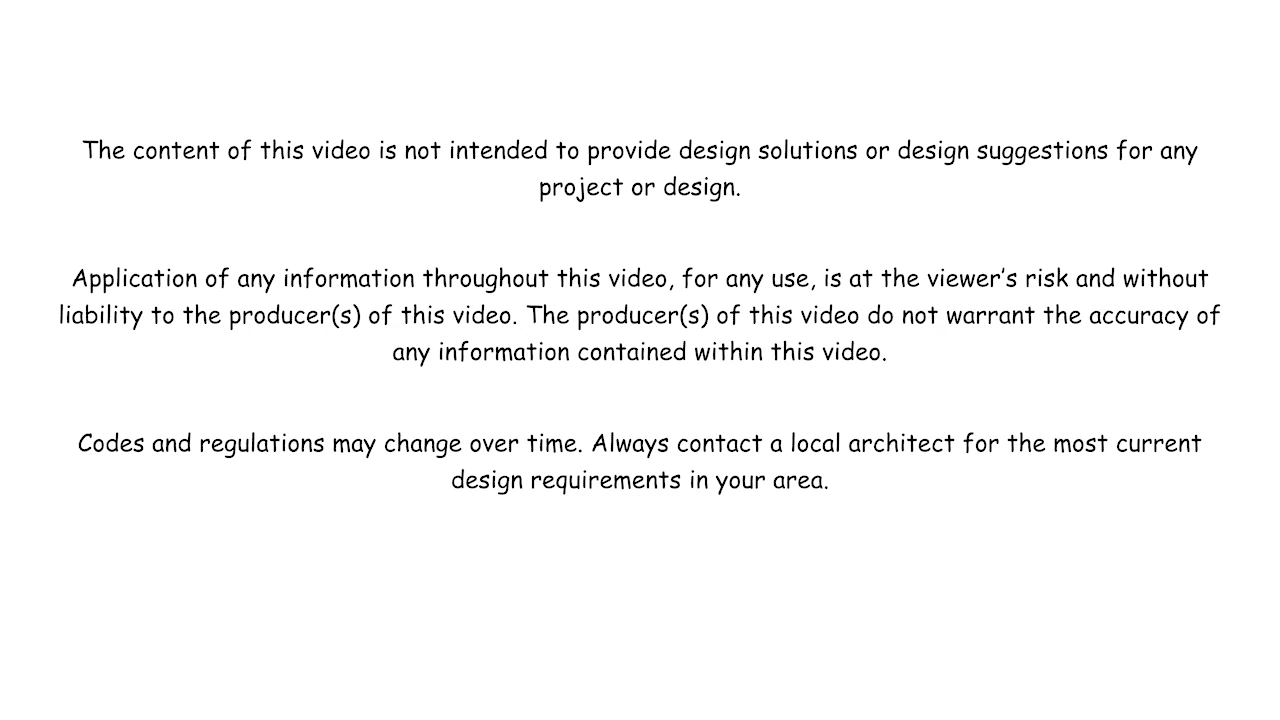 The content of this video is not intended to provide design solutions or design suggestions for any
project or design.
Application of any information throughout this video, for any use, is at the viewer’s risk and without
liability to the producer(s) of this video. The producer(s) of this video do not warrant the accuracy of
any information contained within this video.
Codes and regulations may change over time. Always contact a local architect for the most current
design requirements in your area.